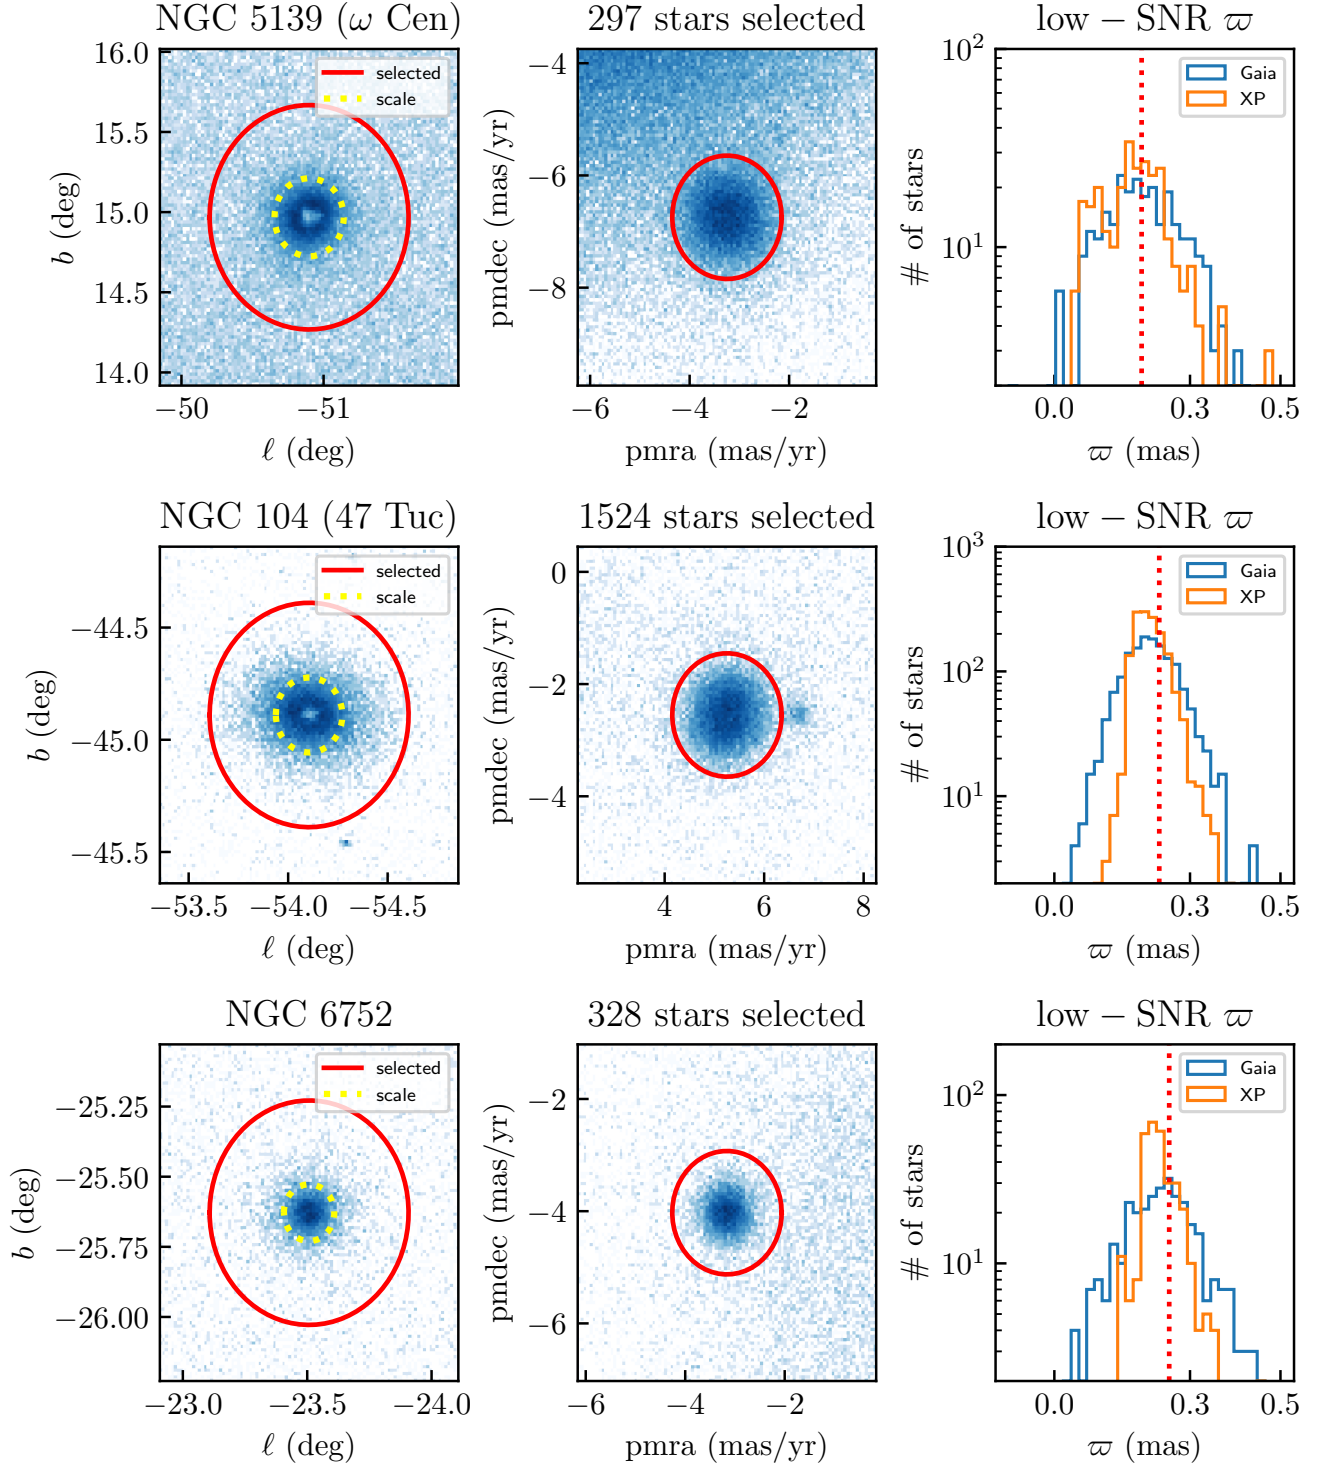 NGC 5139 (ω Cen)
297 stars selected
low − SNR ϖ
16.0
15.5
15.0
14.5
14.0
b (deg)
−50
−51
ℓ (deg)
selected
scale
−4
−6
−8
pmdec (mas/yr)
−6
−4
−2
pmra (mas/yr)
10²
10¹
# of stars
Gaia
XP
0.0
0.3
0.5
ϖ (mas)
NGC 104 (47 Tuc)
1524 stars selected
low − SNR ϖ
−44.5
−45.0
−45.5
b (deg)
−53.5
−54.0
−54.5
ℓ (deg)
selected
scale
0
−2
−4
pmdec (mas/yr)
4
6
8
pmra (mas/yr)
10³
10²
10¹
# of stars
Gaia
XP
0.0
0.3
0.5
ϖ (mas)
NGC 6752
328 stars selected
low − SNR ϖ
−25.25
−25.50
−25.75
−26.00
b (deg)
−23.0
−23.5
−24.0
ℓ (deg)
selected
scale
−2
−4
−6
pmdec (mas/yr)
−6
−4
−2
pmra (mas/yr)
10²
10¹
# of stars
Gaia
XP
0.0
0.3
0.5
ϖ (mas)